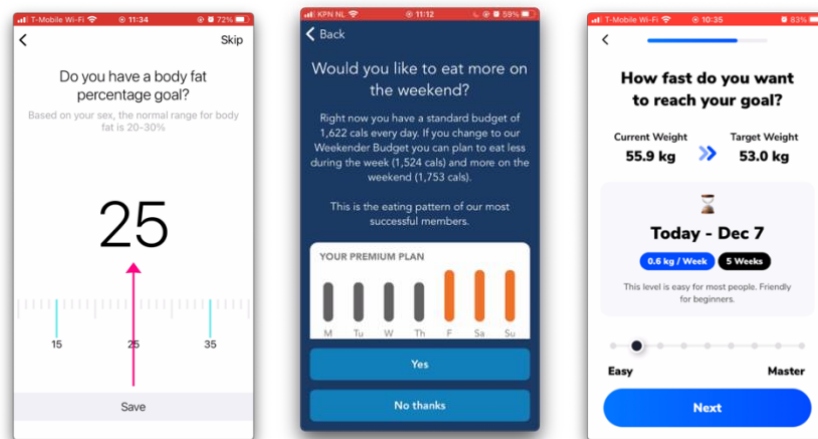 T-Mobile Wi-Fi 11:34 72%
Skip
Do you have a body fat
percentage goal?
Based on your sex, the normal range for body
fat is 20-30%
25
15 25 35
Save
KPN NL 11:12 59%
Back
Would you like to eat more on
the weekend?
Right now you have a standard budget of
1,622 cals every day. If you change to our
Weekender Budget you can plan to eat less
during the week (1,524 cals) and more on the
weekend (1,753 cals).
This is the eating pattern of our most
successful members.
YOUR PREMIUM PLAN
M Tu W Th F Sa Su
Yes
No thanks
T-Mobile Wi-Fi 10:35 83%
How fast do you want
to reach your goal?
Current Weight Target Weight
55.9 kg 53.0 kg
Today - Dec 7
0.6 kg / Week 5 Weeks
This level is easy for most people. Friendly
for beginners.
Easy Master
Next